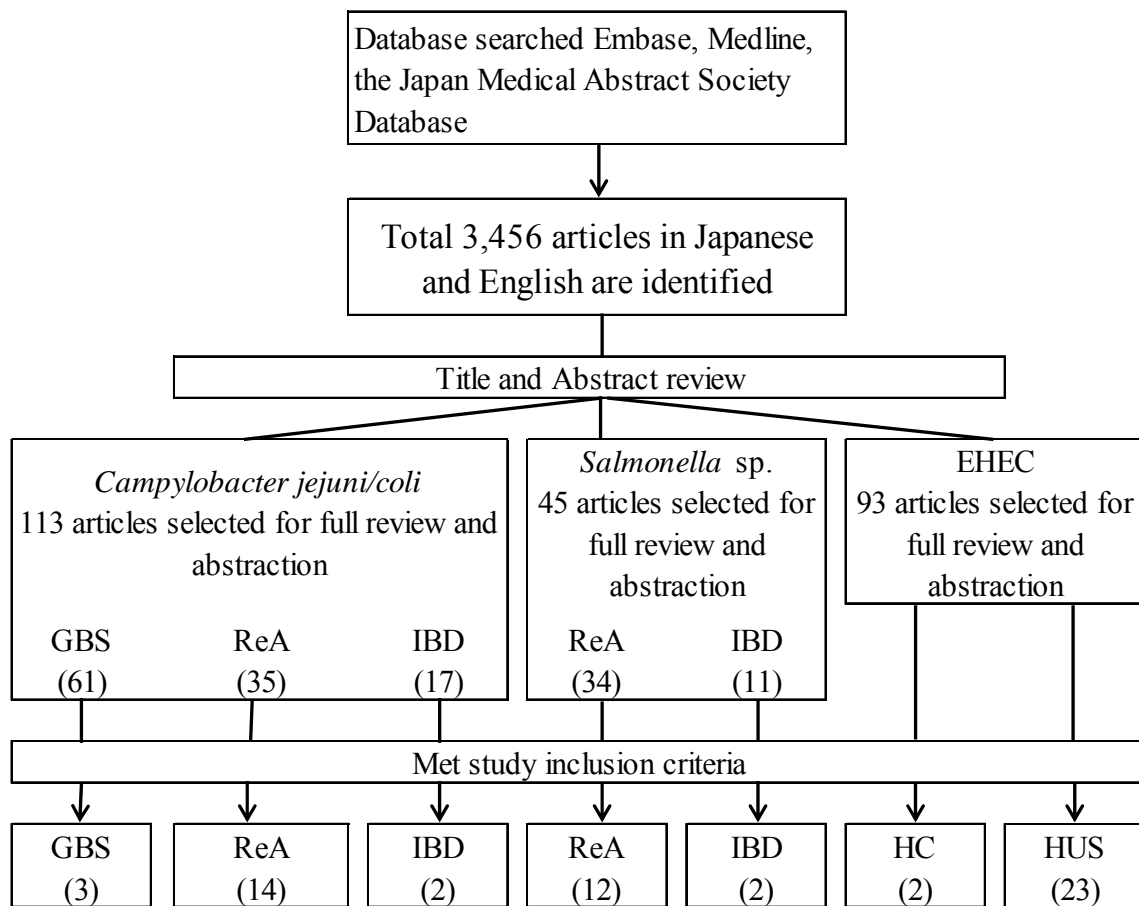 Database searched Embase, Medline,
the Japan Medical Abstract Society
Database
Total 3,456 articles in Japanese
and English are identified
Title and Abstract review
Campylobacter jejuni/coli
113 articles selected for full review and
abstraction
GBS ReA IBD
(61) (35) (17)
Salmonella sp.
45 articles selected for
full review and
abstraction
ReA IBD
(34) (11)
EHEC
93 articles selected for
full review and
abstraction
Met study inclusion criteria
GBS
(3)
ReA
(14)
IBD
(2)
ReA
(12)
IBD
(2)
HC
(2)
HUS
(23)